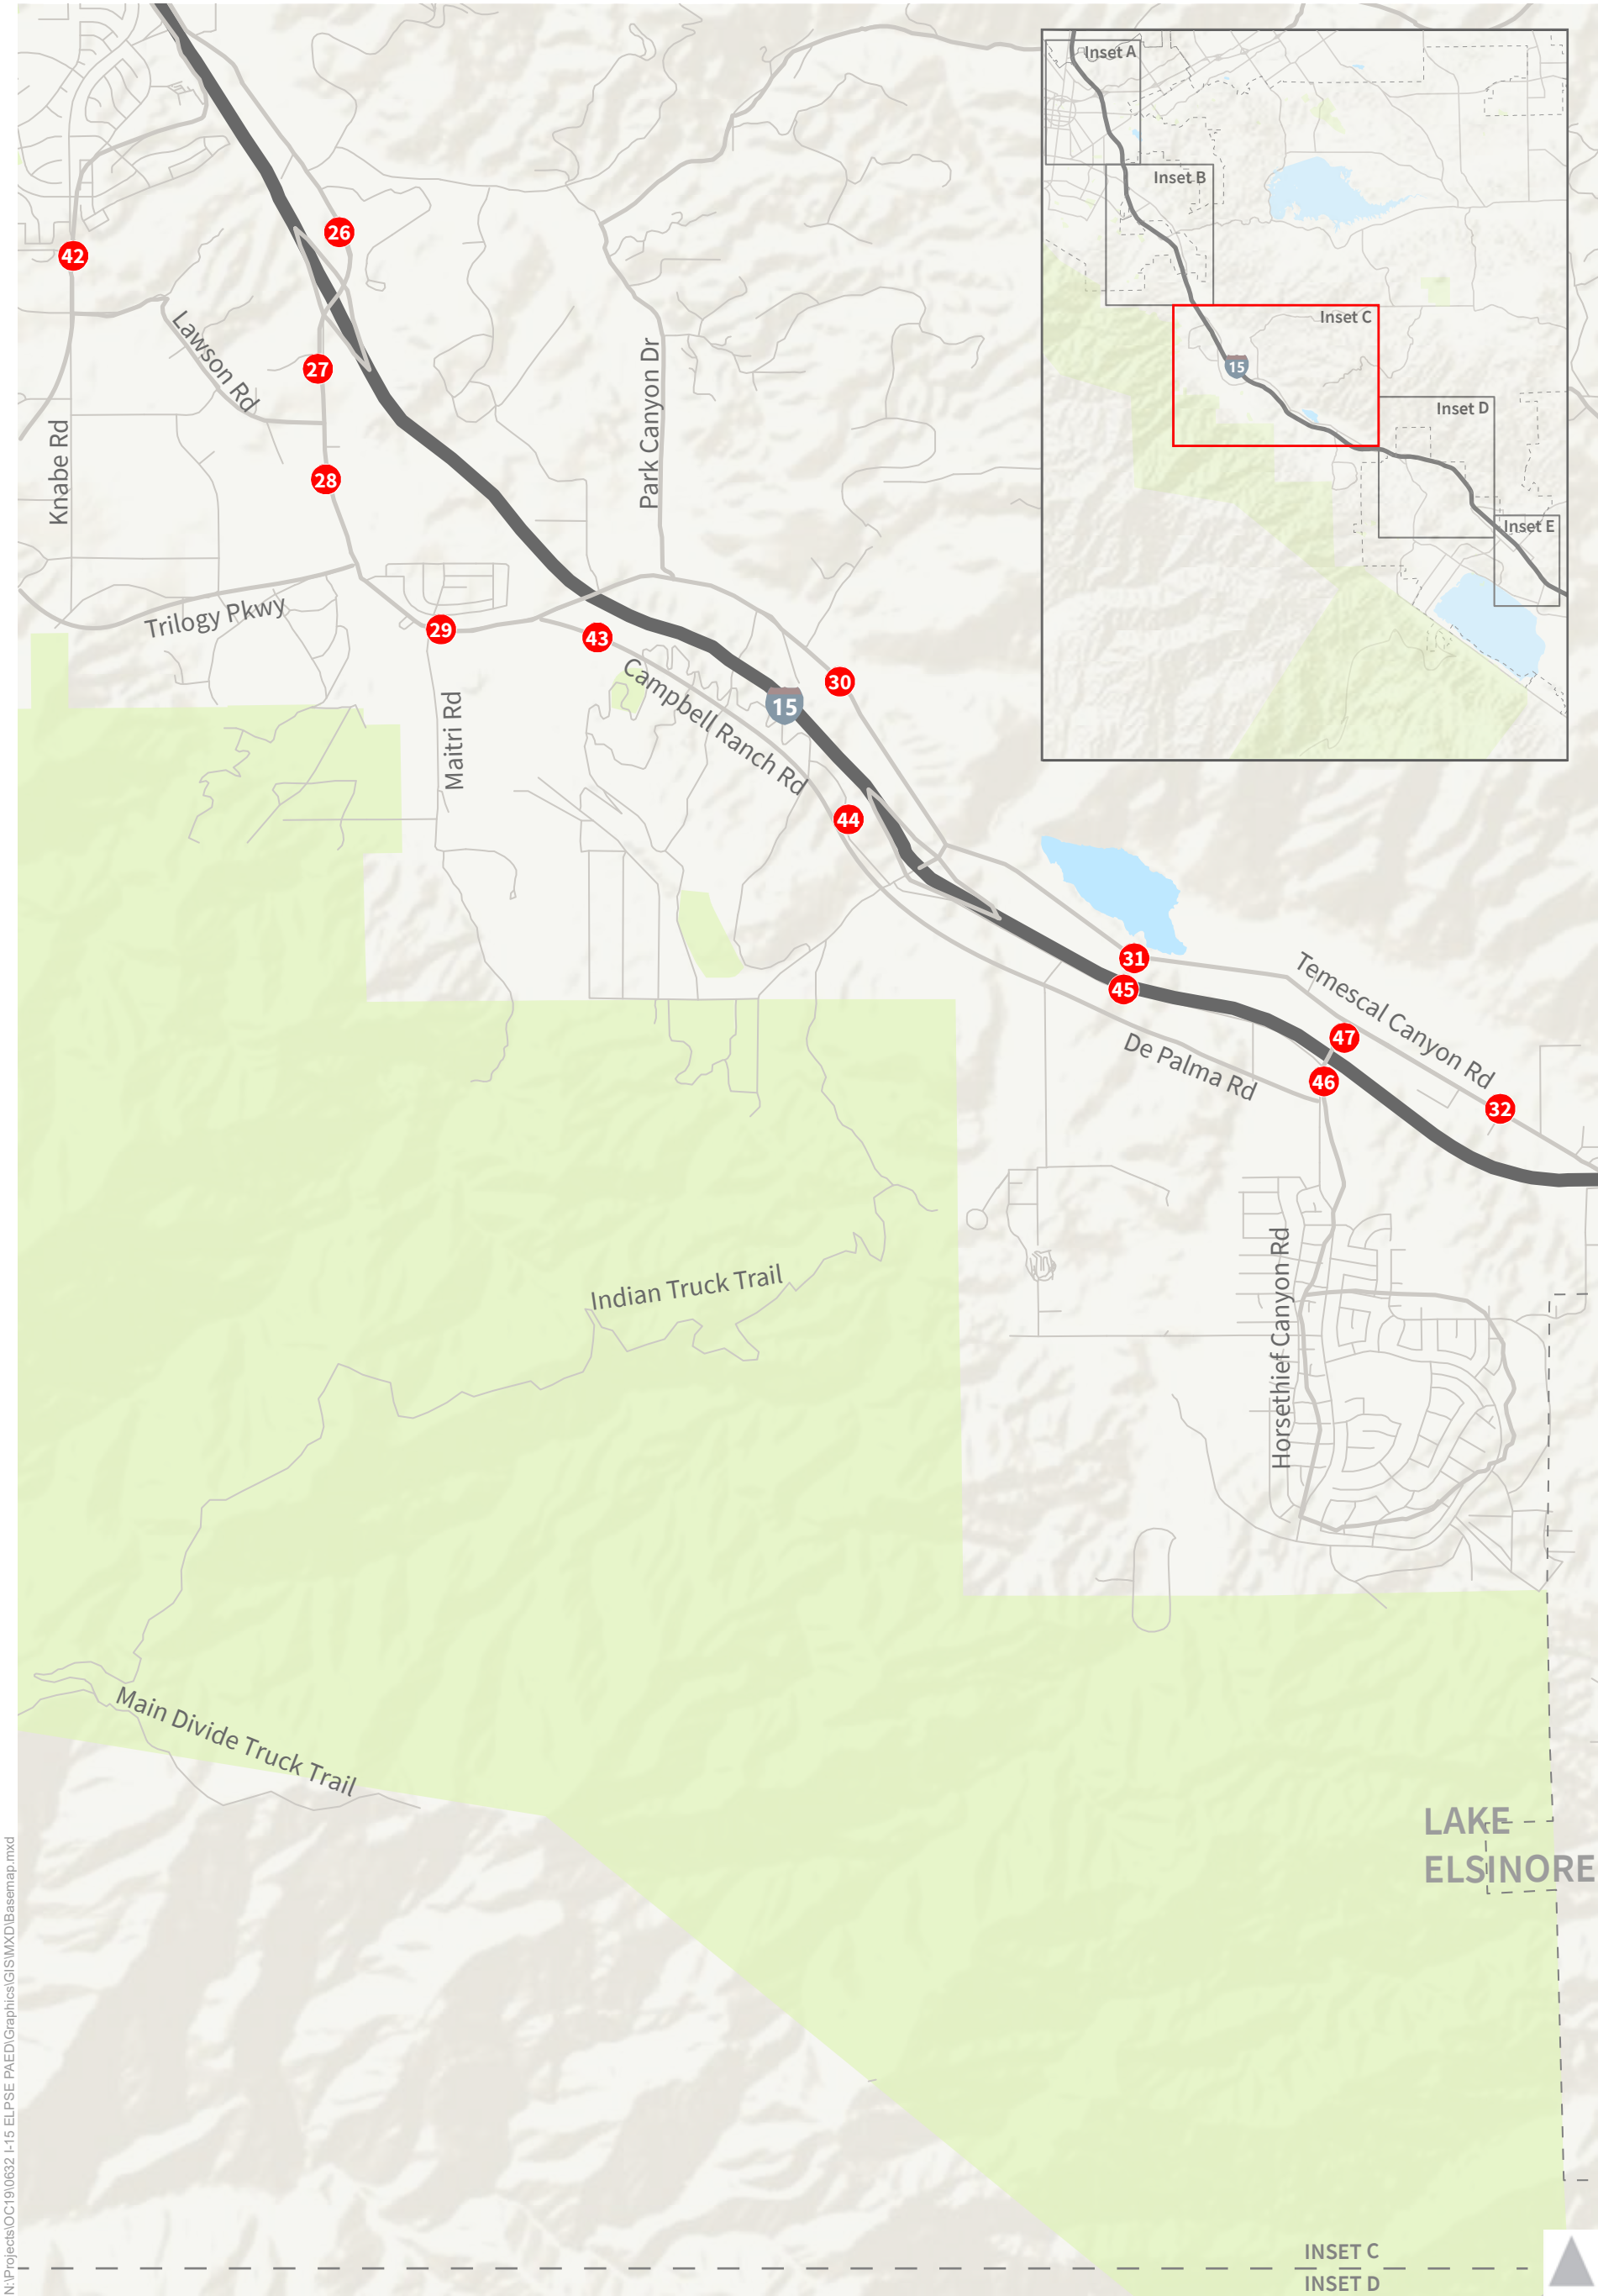 Inset A
Inset B
Inset C
15
Inset D
Inset E
26
42
Lawson Rd
27
Park Canyon Dr
Knabe Rd
28
Trilogy Pkwy
29
43
Campbell Ranch Rd
30
15
Maitri Rd
44
31
45
Temescal Canyon Rd
47
De Palma Rd
46
32
Horsethief Canyon Rd
Indian Truck Trail
Main Divide Truck Trail
LAKE
ELSINORE
N:\Projects\OC19\0632 I-15 ELPSE PAED\Graphics\GIS\MXD\Basemap.mxd
INSET C
INSET D